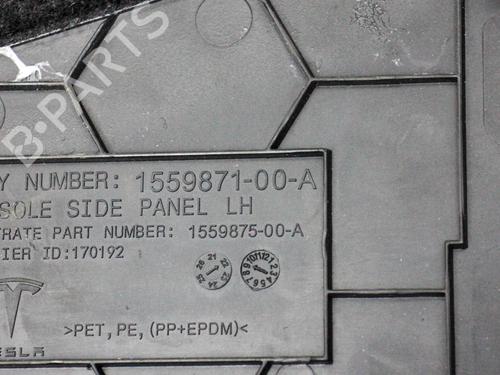 B-PARTS
Y NUMBER: 1559871-00-A
SOLE SIDE PANEL LH
TRATE PART NUMBER: 1559875-00-A
IER ID:170192
>PET, PE, (PP+EPDM)<
ESLA